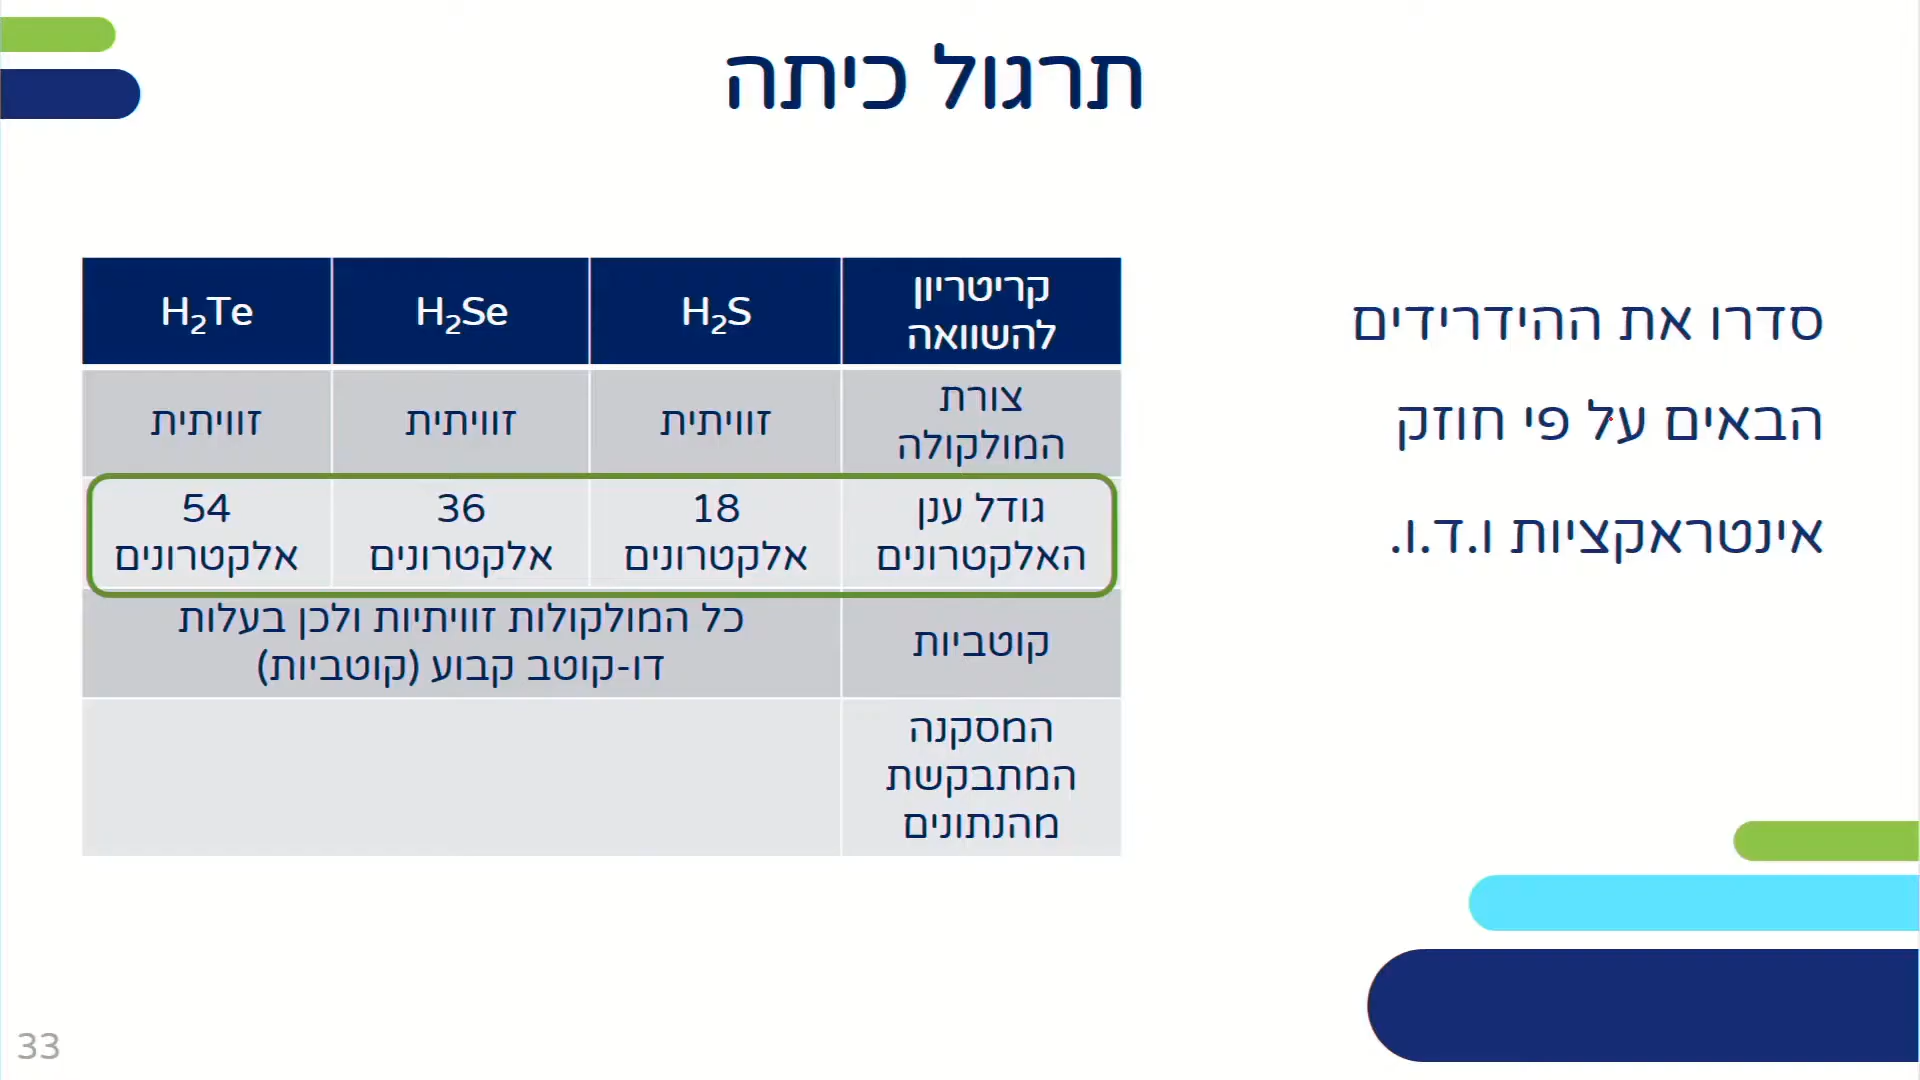 תרגול כיתה
סדרו את ההידרידים
הבאים על פי חוזק
אינטראקציות ו.ד.ו.
קריטריון
להשוואה
H₂S
H₂Se
H₂Te
צורת
המולקולה
זוויתית
זוויתית
זוויתית
גודל ענן
האלקטרונים
18
אלקטרונים
36
אלקטרונים
54
אלקטרונים
קוטביות
כל המולקולות זוויתיות ולכן בעלות
דו-קוטב קבוע (קוטביות)
המסקנה
המתבקשת
מהנתונים
33